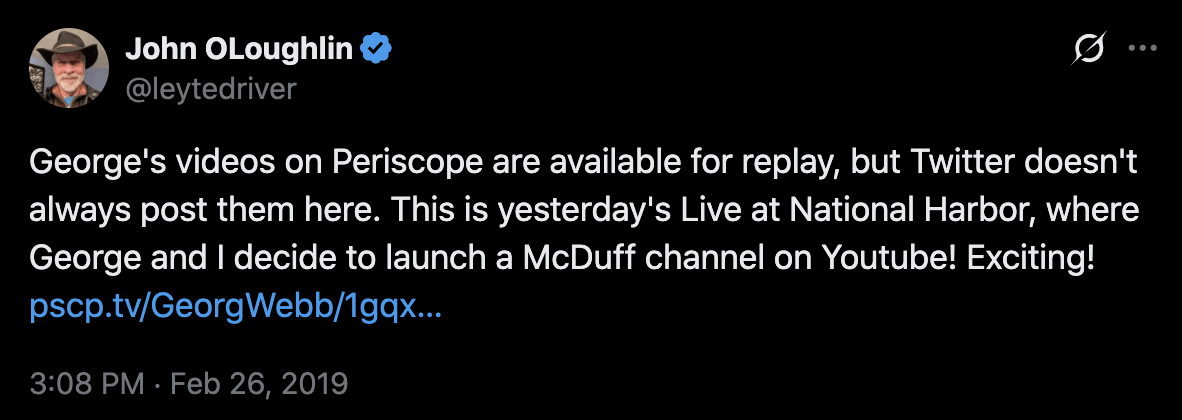 John OLoughlin
@leytedriver
George's videos on Periscope are available for replay, but Twitter doesn't
always post them here. This is yesterday's Live at National Harbor, where
George and I decide to launch a McDuff channel on Youtube! Exciting!
pscp.tv/GeorgWebb/1gqx...
3:08 PM · Feb 26, 2019